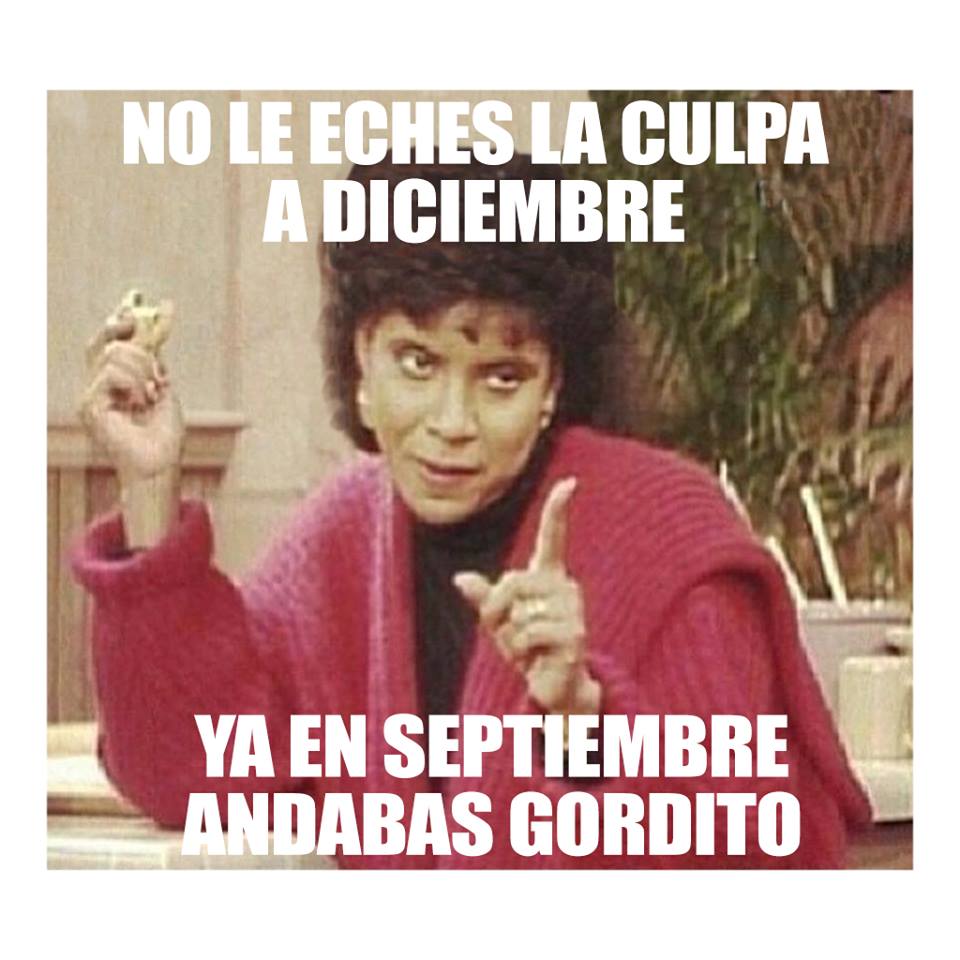 NO LE ECHES LA CULPA
A DICIEMBRE
YA EN SEPTIEMBRE
ANDABAS GORDITO